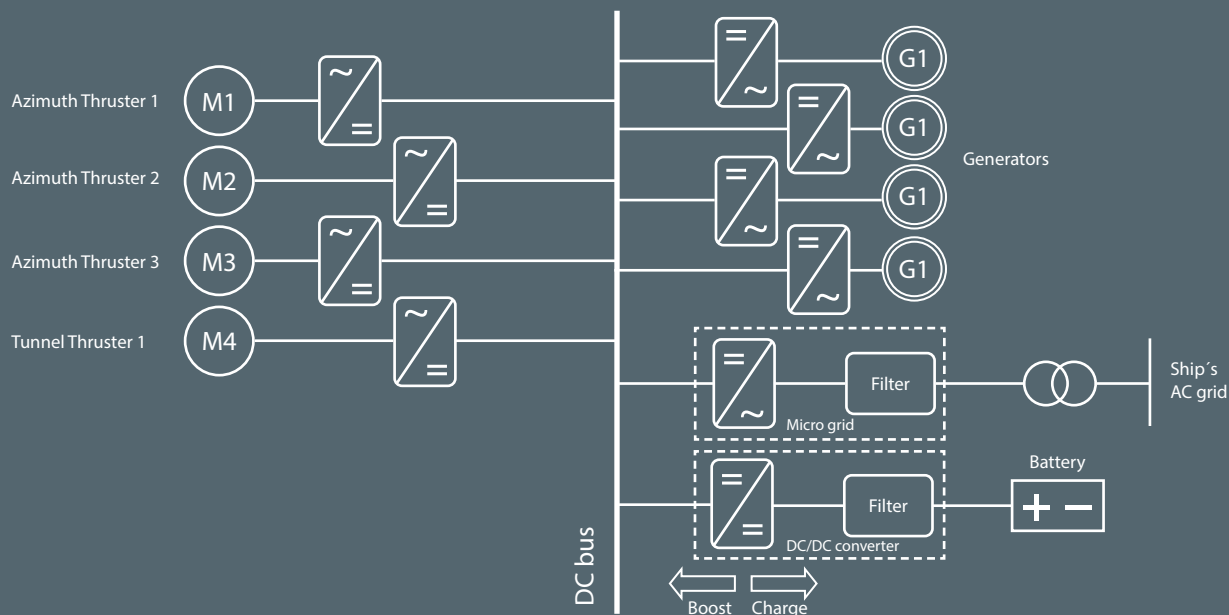 Azimuth Thruster 1
M1
Azimuth Thruster 2
M2
Azimuth Thruster 3
M3
Tunnel Thruster 1
M4
DC bus
G1
G1
G1
G1
Generators
Filter
Micro grid
Ship´s
AC grid
Battery
Filter
DC/DC converter
Boost
Charge